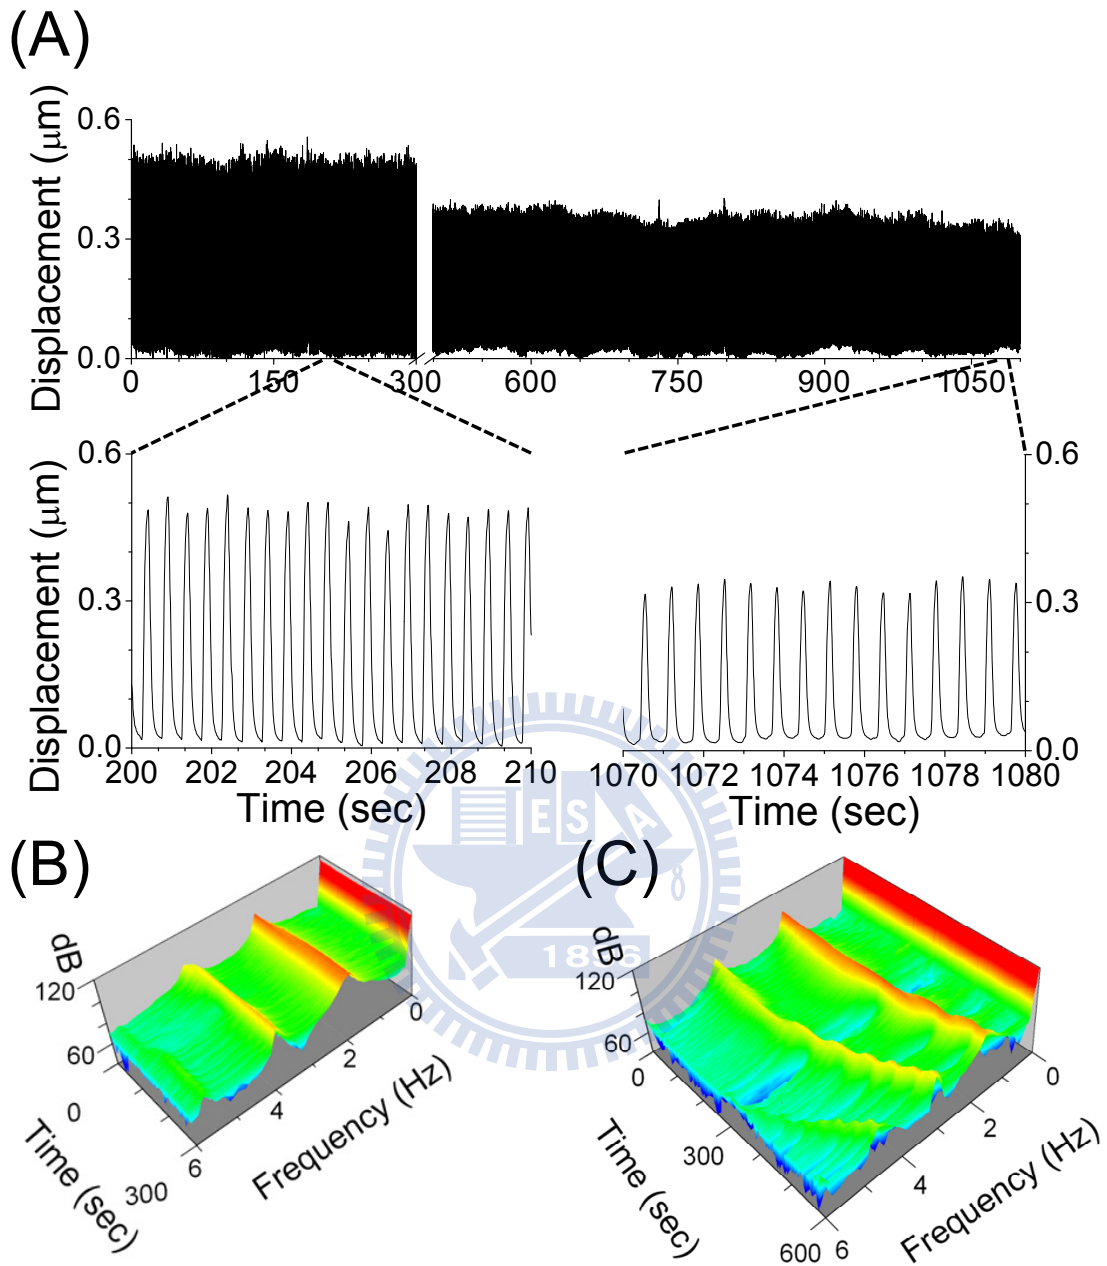 (A)
Displacement (µm)
0.6
0.3
0.0
0 150 300 600 750 900 1050
Displacement (µm)
0.6
0.3
0.0
200 202 204 206 208 210
Time (sec)
0.6
0.3
0.0
1070 1072 1074 1076 1078 1080
Time (sec)
E S A
1896
(B)
dB
120
60
0
300
Time (sec)
6
4
2
0
Frequency (Hz)
(C)
dB
120
60
0
300
600
Time (sec)
6
4
2
0
Frequency (Hz)